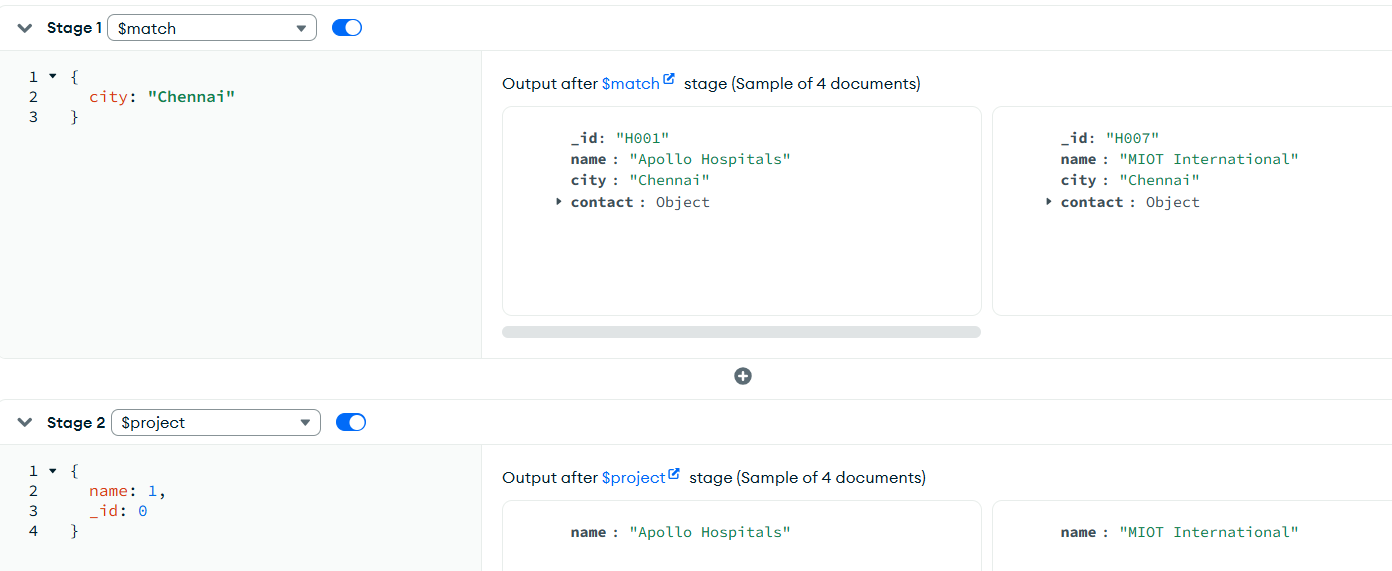 Stage 1 $match
1 {
2 city: "Chennai"
3 }
Output after $match stage (Sample of 4 documents)
_id: "H001"
name : "Apollo Hospitals"
city : "Chennai"
contact : Object
_id: "H007"
name : "MIOT International"
city : "Chennai"
contact : Object
Stage 2 $project
1 {
2 name: 1,
3 _id: 0
4 }
Output after $project stage (Sample of 4 documents)
name : "Apollo Hospitals"
name : "MIOT International"